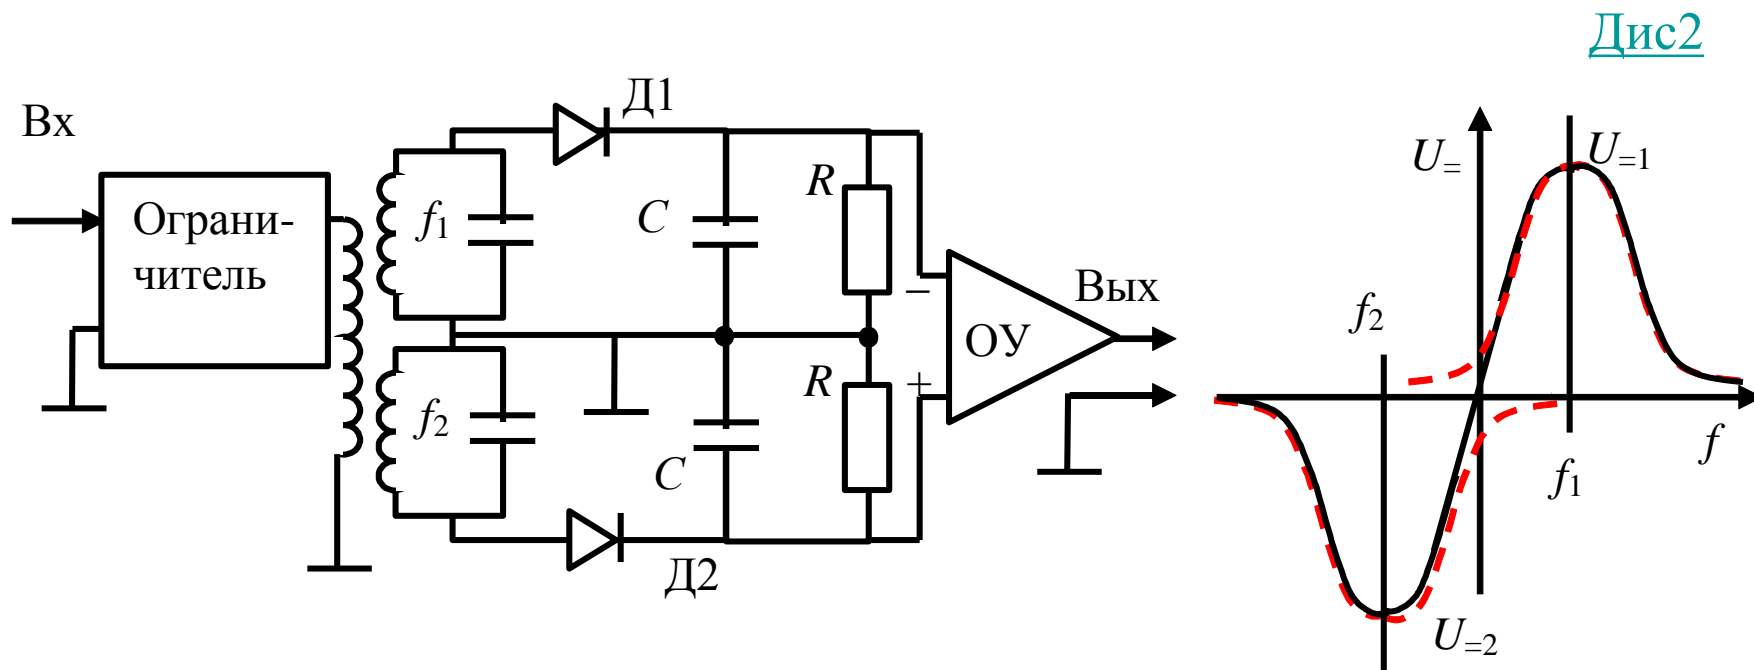 Дис2
Вх
Ограни-
читель
f1
f2
Д1
Д2
C
C
R
R
−
+
ОУ
Вых
U=
U=1
f2
f
f1
U=2